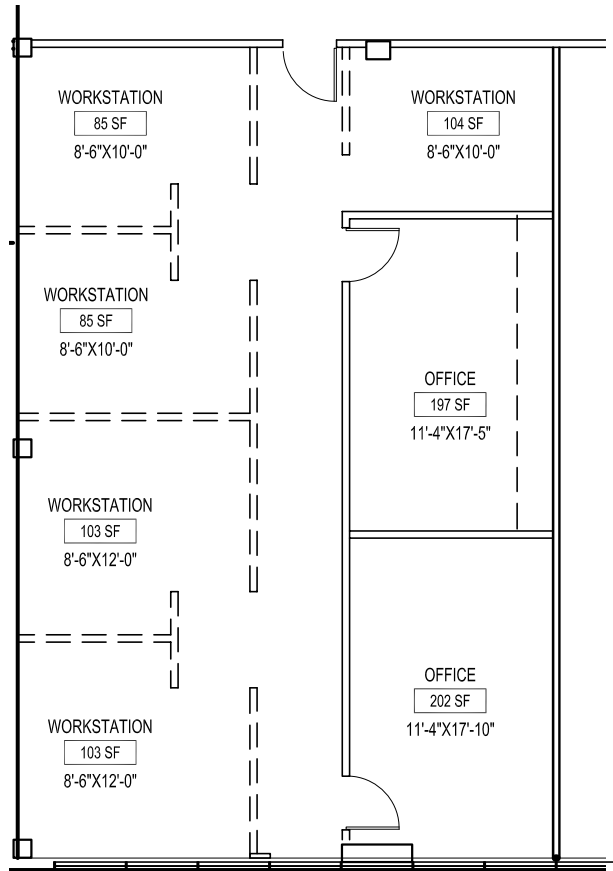 WORKSTATION
85 SF
8'-6"X10'-0"
WORKSTATION
104 SF
8'-6"X10'-0"
WORKSTATION
85 SF
8'-6"X10'-0"
OFFICE
197 SF
11'-4"X17'-5"
WORKSTATION
103 SF
8'-6"X12'-0"
OFFICE
202 SF
11'-4"X17'-10"
WORKSTATION
103 SF
8'-6"X12'-0"